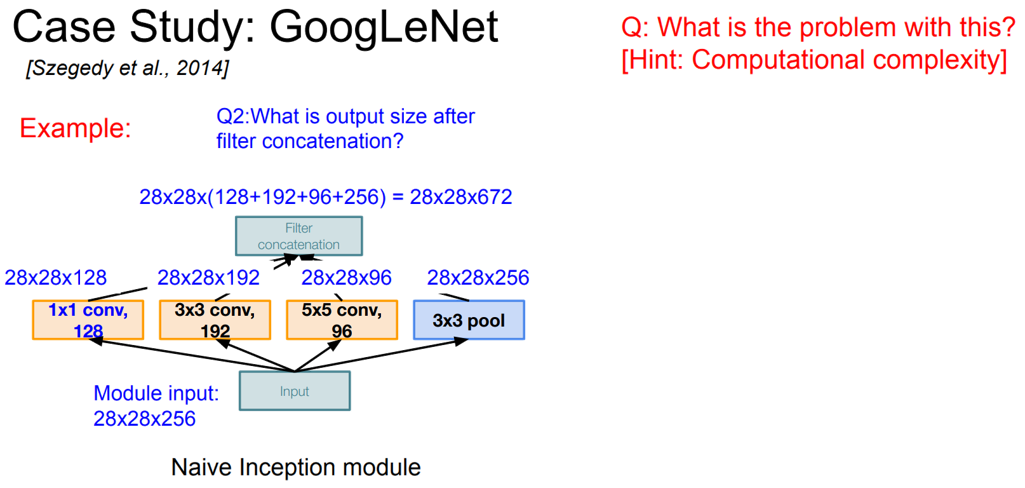 Case Study: GoogLeNet
[Szegedy et al., 2014]
Q: What is the problem with this?
[Hint: Computational complexity]
Example:
Q2:What is output size after
filter concatenation?
28x28x(128+192+96+256) = 28x28x672
Filter
concatenation
28x28x128
28x28x192
28x28x96
28x28x256
1x1 conv,
128
3x3 conv,
192
5x5 conv,
96
3x3 pool
Input
Module input:
28x28x256
Naive Inception module